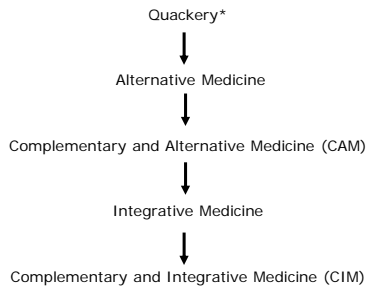 Quackery*
Alternative Medicine
Complementary and Alternative Medicine (CAM)
Integrative Medicine
Complementary and Integrative Medicine (CIM)